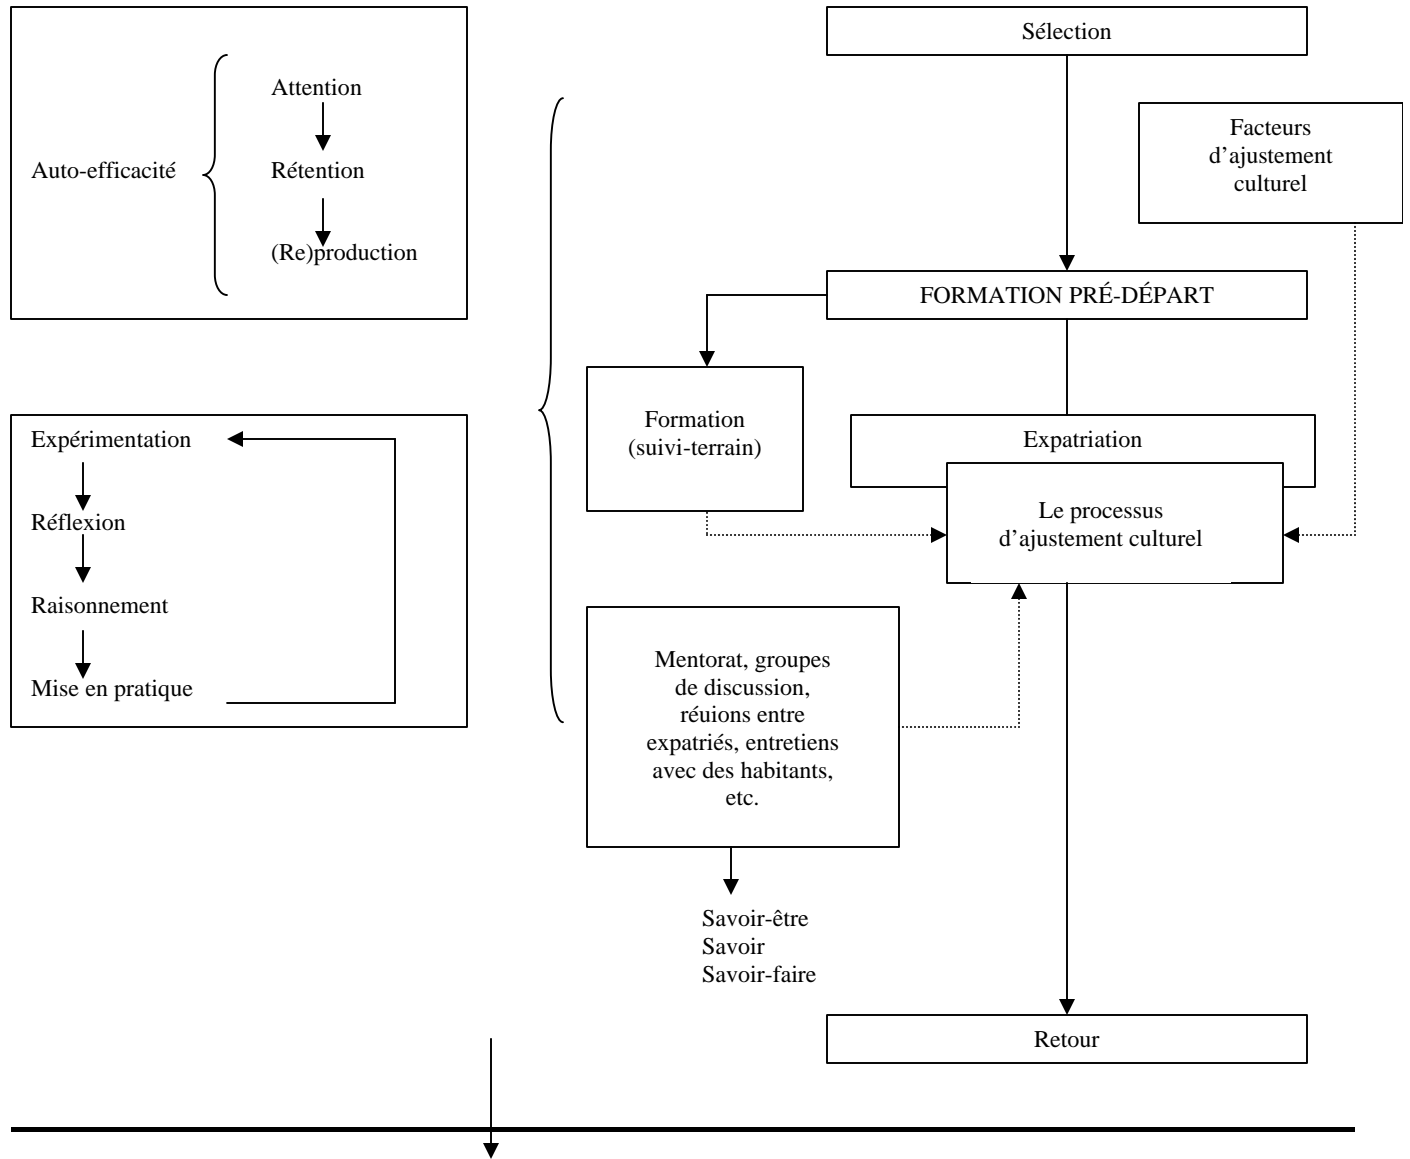 Attention
Auto-efficacité
Rétention
(Re)production
Expérimentation
Réflexion
Raisonnement
Mise en pratique
Sélection
Facteurs
d’ajustement
culturel
FORMATION PRÉ-DÉPART
Formation
(suivi-terrain)
Expatriation
Le processus
d’ajustement culturel
Mentorat, groupes
de discussion,
réuions entre
expatriés, entretiens
avec des habitants,
etc.
Savoir-être
Savoir
Savoir-faire
Retour